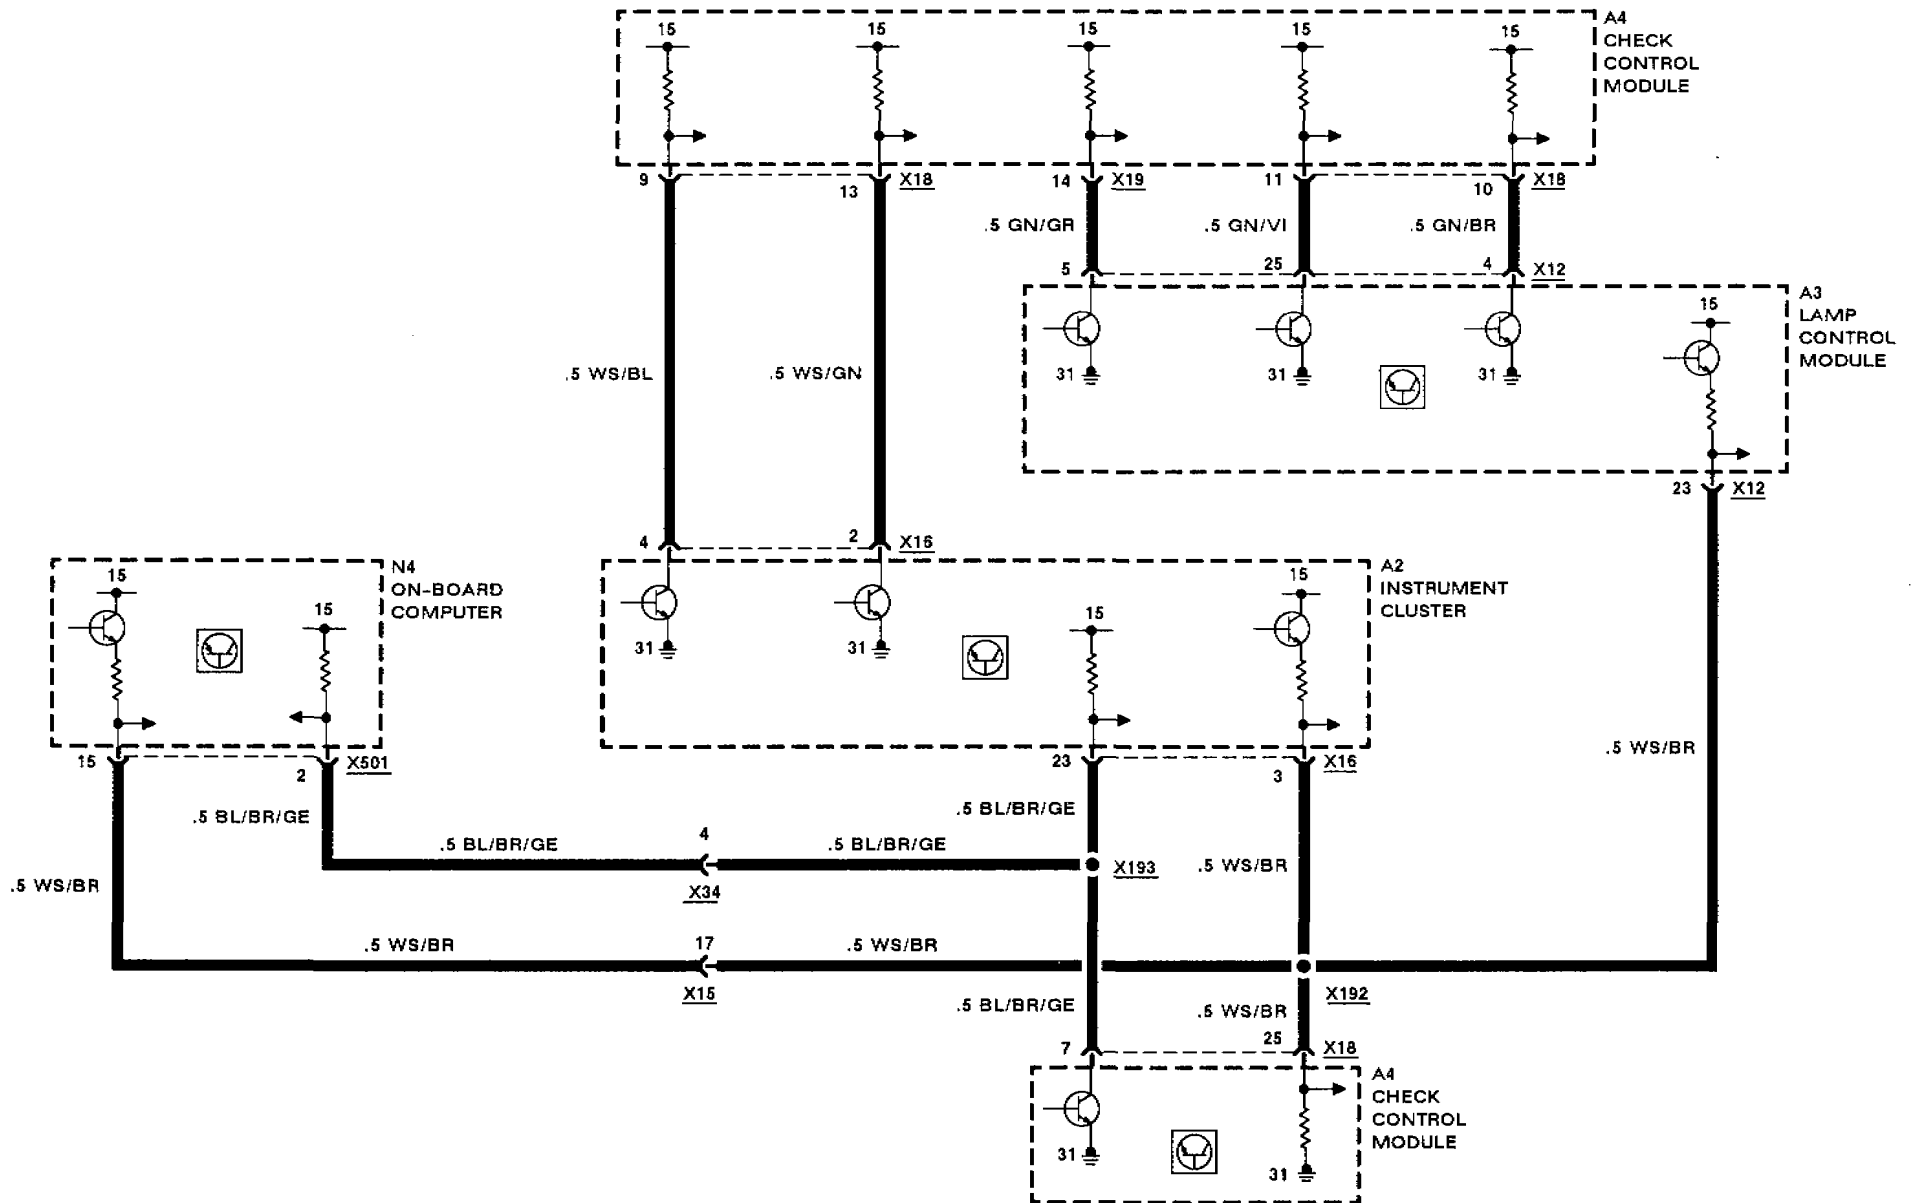 15 15 15 15 15
A4
CHECK
CONTROL
MODULE
9 13 X18 14 X19 11 10 X18
.5 GN/GR .5 GN/VI .5 GN/BR
5 25 4 X12
A3
LAMP
CONTROL
MODULE
15
31 31 31
.5 WS/BL .5 WS/GN
23 X12
4 2 X16
N4
ON-BOARD
COMPUTER
15 15
A2
INSTRUMENT
CLUSTER
15 15
31 31
15 2 X501
23 3 X16
.5 WS/BR
.5 BL/BR/GE
.5 BL/BR/GE
.5 BL/BR/GE 4 .5 BL/BR/GE
X34
X193
.5 WS/BR
.5 WS/BR
.5 WS/BR 17 .5 WS/BR
X15
X192
.5 BL/BR/GE .5 WS/BR
7 25 X18
A4
CHECK
CONTROL
MODULE
31 31